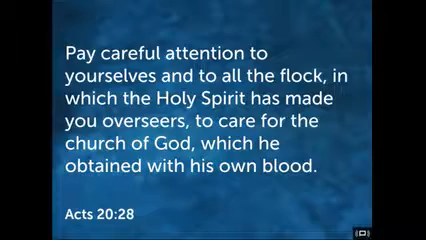 Pay careful attention to
yourselves and to all the flock, in
which the Holy Spirit has made
you overseers, to care for the
church of God, which he
obtained with his own blood.
Acts 20:28